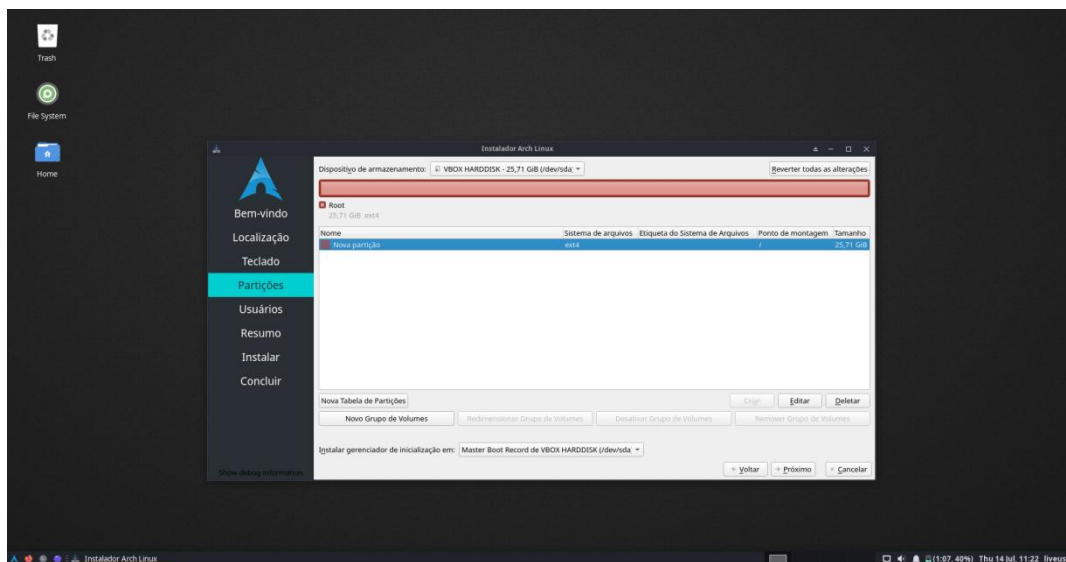 Trash
File System
Home
Instalador Arch Linux
Dispositivo de armazenamento: VBOX HARDDISK - 25,71 GiB (/dev/sda)
Reverter todas as alterações
Root
25,71 GiB ext4
Nome Sistema de arquivos Etiqueta do Sistema de Arquivos Ponto de montagem Tamanho
Nova partição ext4 / 25,71 GiB
Bem-vindo
Localização
Teclado
Partições
Usuários
Resumo
Instalar
Concluir
Show debug information
Nova Tabela de Partições Criar Editar Deletar
Novo Grupo de Volumes Redimensionar Grupo de Volumes Desativar Grupo de Volumes Remover Grupo de Volumes
Instalar gerenciador de inicialização em: Master Boot Record de VBOX HARDDISK (/dev/sda)
Voltar Próximo Cancelar
Instalador Arch Linux (1:07, 40%) Thu 14 Jul, 11:22 liveus